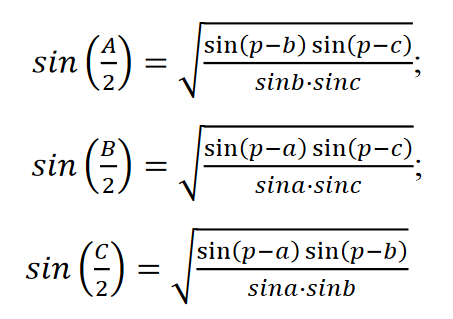 sin(A/2) = √(sin(p−b) sin(p−c) / sinb·sinc);
sin(B/2) = √(sin(p−a) sin(p−c) / sina·sinc);
sin(C/2) = √(sin(p−a) sin(p−b) / sina·sinb)